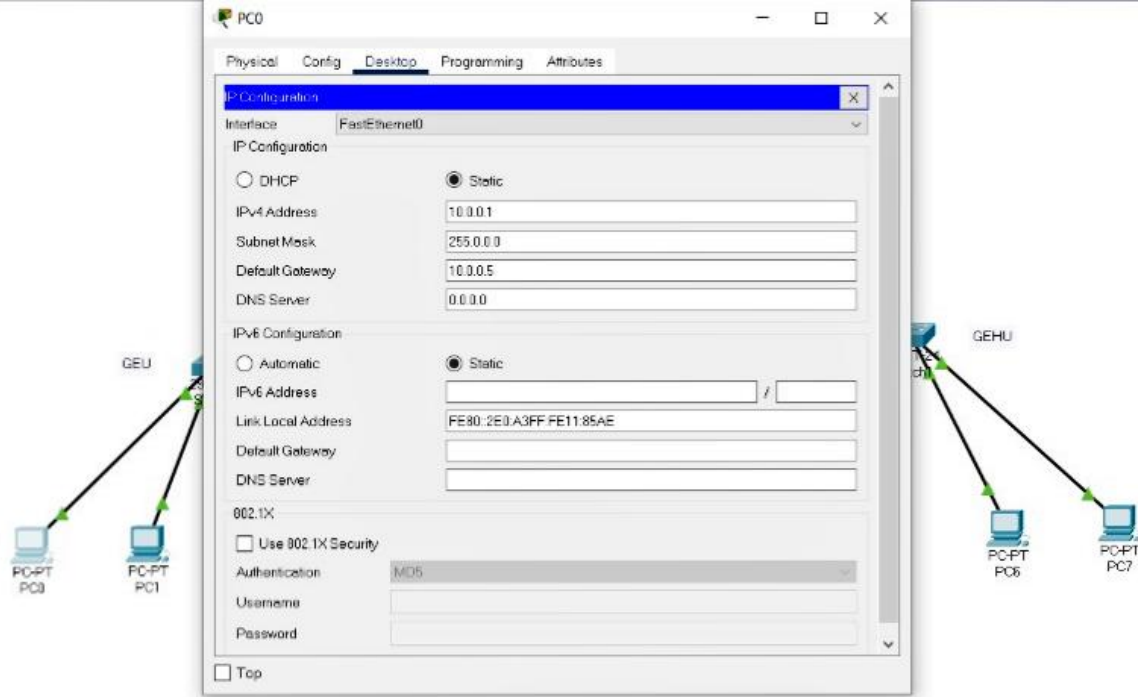 PC0
Physical Config Desktop Programming Attributes
IP Configuration X
Interface FastEthernet0
IP Configuration
DHCP Static
IPv4 Address 10.0.0.1
Subnet Mask 255.0.0.0
Default Gateway 10.0.0.5
DNS Server 0.0.0.0
IPv6 Configuration
Automatic Static
IPv6 Address /
Link Local Address FE80::2E0:A3FF:FE11:85AE
Default Gateway
DNS Server
802.1X
Use 802.1X Security
Authentication MD5
Username
Password
Top
GEU
PC-PT
PC0
PC-PT
PC1
GEHU
PC-PT
PC6
PC-PT
PC7